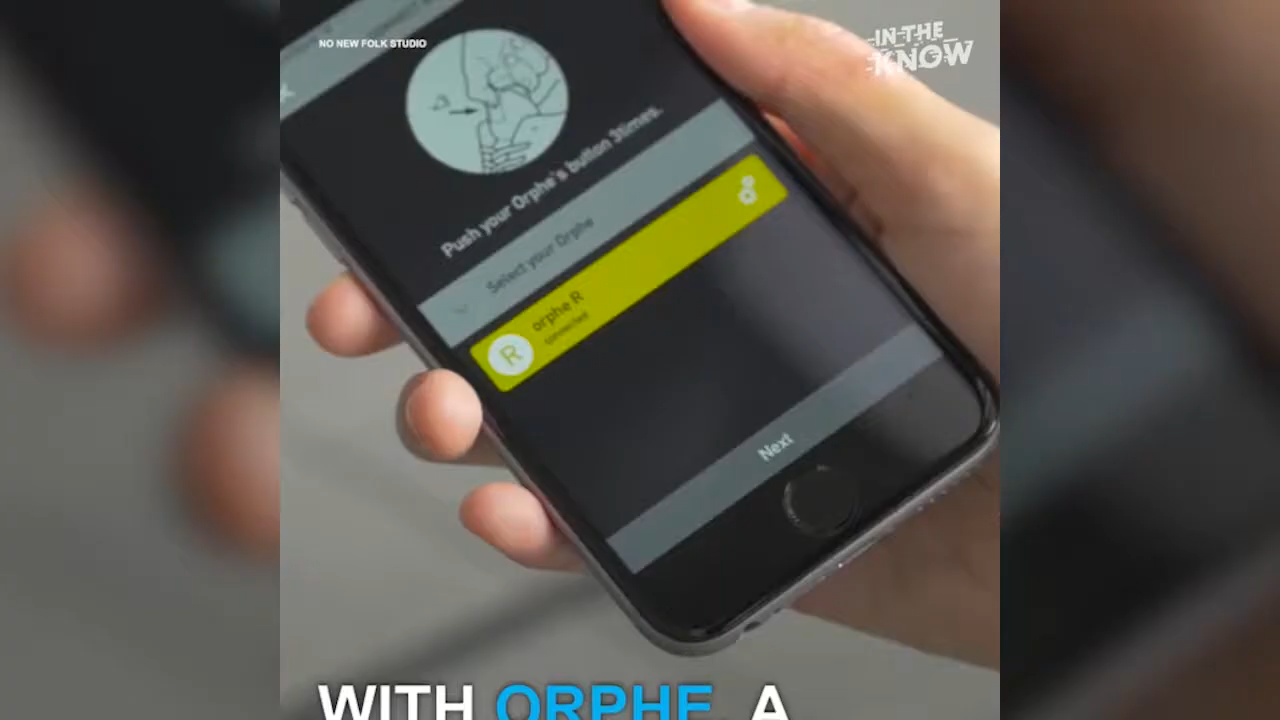 NO NEW FOLK STUDIO
IN THE
KNOW
Push your Orphe's button 3times.
Select your Orphe
R
orphe R
connected
Next
WITH ORPHE, A